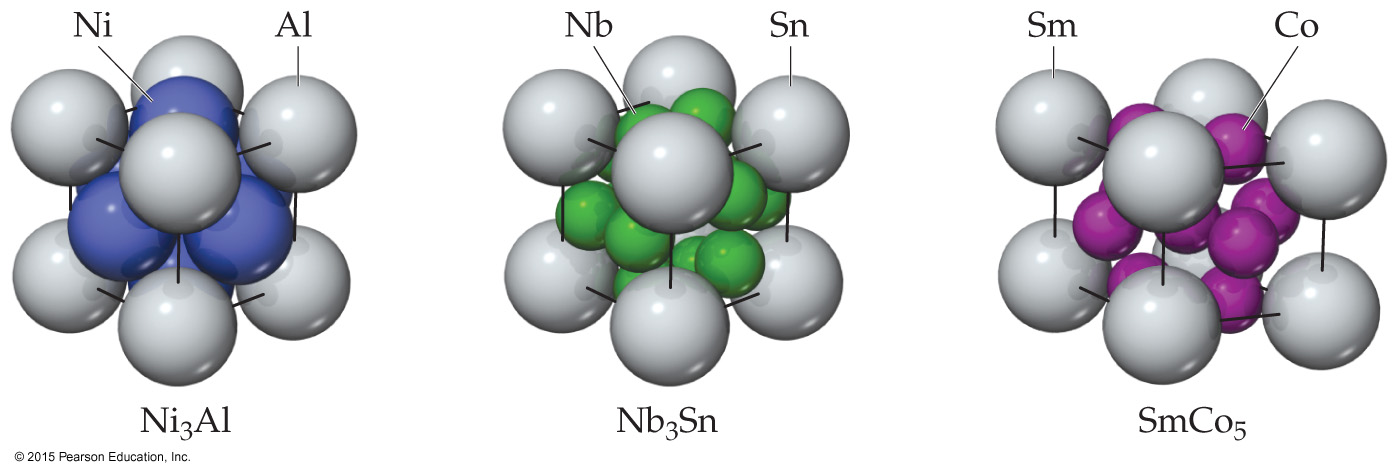 Ni Al Nb Sn Sm Co
Ni₃Al Nb₃Sn SmCo₅
© 2015 Pearson Education, Inc.